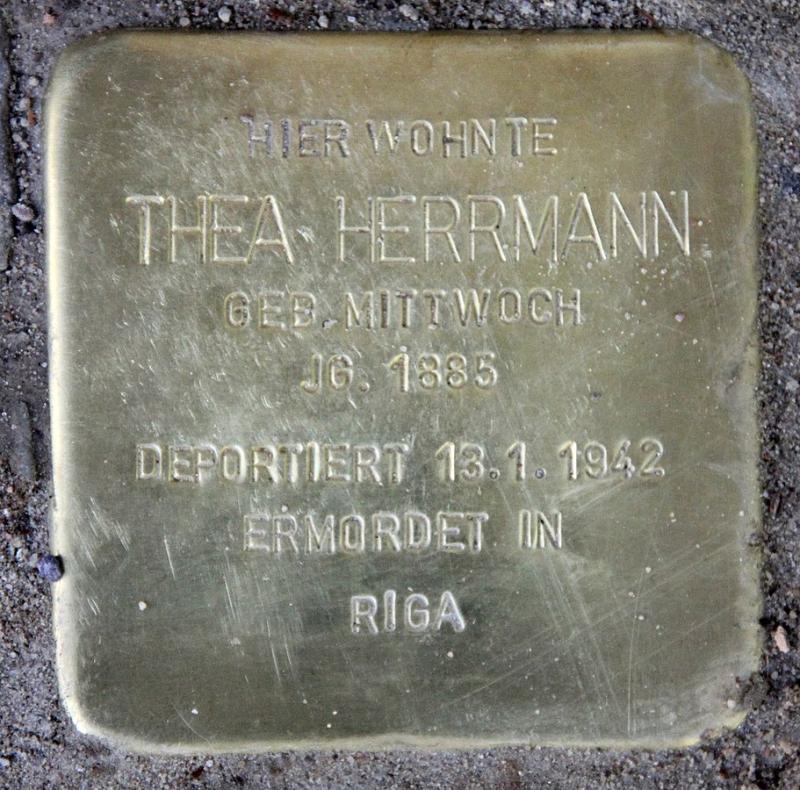 HIER WOHNTE
THEA HERRMANN
GEB. MITTWOCH
JG. 1885
DEPORTIERT 13.1.1942
ERMORDET IN
RIGA